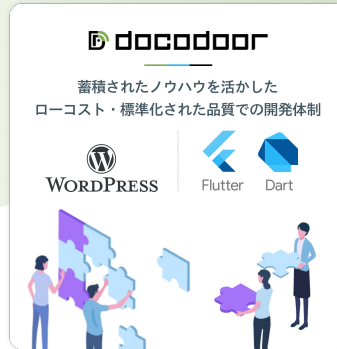 docodoor
蓄積されたノウハウを活かした
ローコスト・標準化された品質での開発体制
WORDPRESS
Flutter Dart